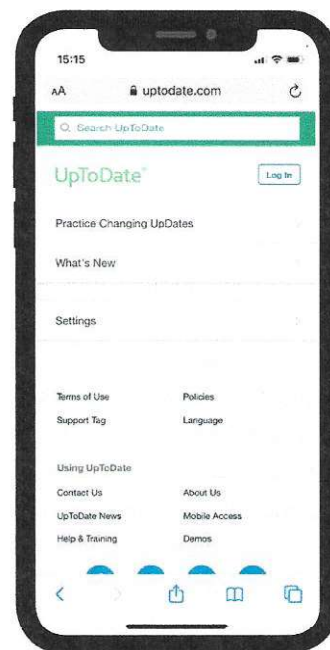 15:15
AA uptodate.com
Search UpToDate
UpToDate™
Log In
Practice Changing UpDates
What's New
Settings
Terms of Use Policies
Support Tag Language
Using UpToDate
Contact Us About Us
UpToDate News Mobile Access
Help & Training Demos